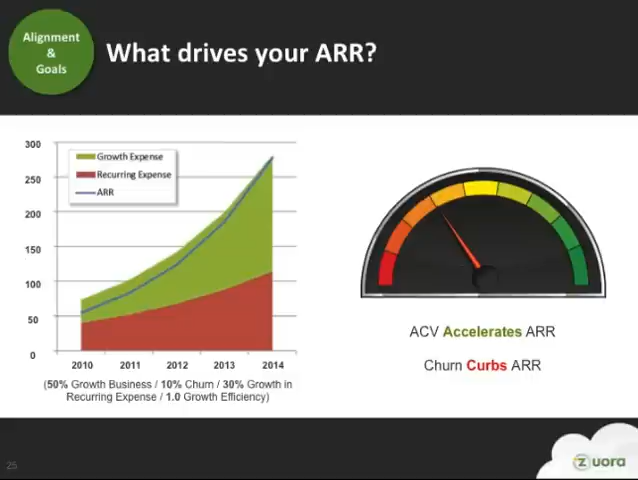 Alignment
&
Goals
What drives your ARR?
300
250
200
150
100
50
0
Growth Expense
Recurring Expense
ARR
2010 2011 2012 2013 2014
(50% Growth Business / 10% Churn / 30% Growth in
Recurring Expense / 1.0 Growth Efficiency)
ACV Accelerates ARR
Churn Curbs ARR
25
zuora